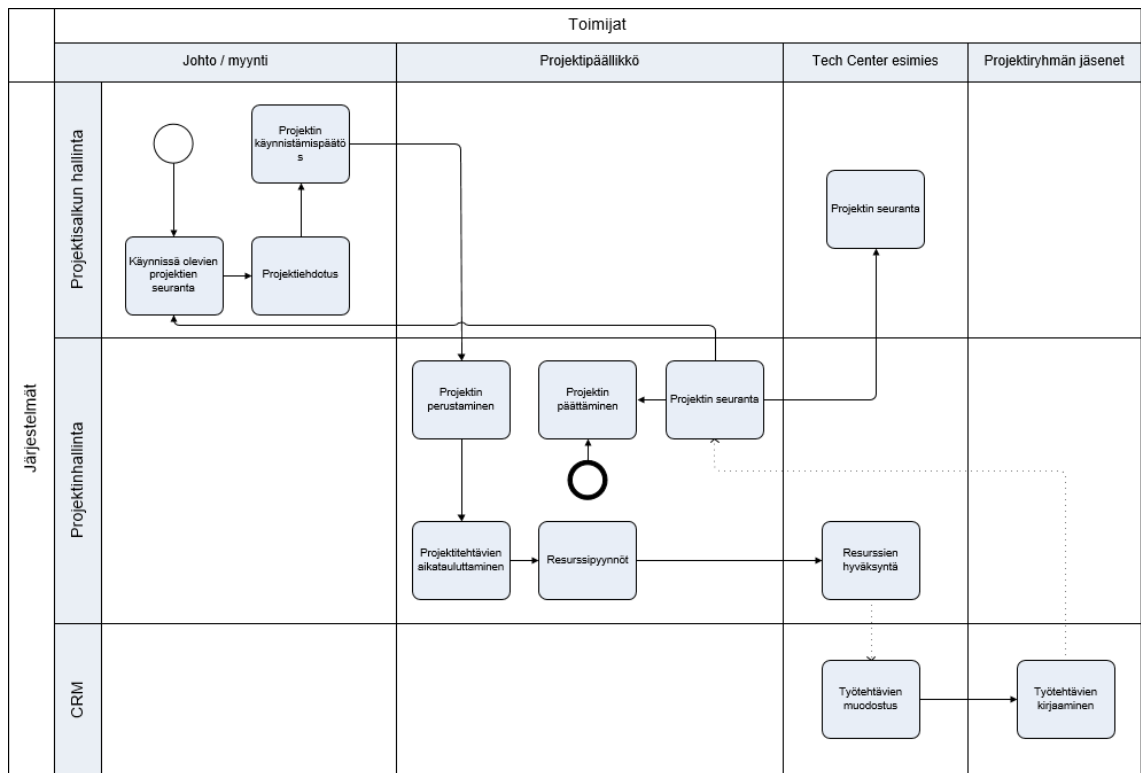 Toimijat
Johto / myynti
Projektipäällikkö
Tech Center esimies
Projektiryhmän jäsenet
Järjestelmät
Projektisalkun hallinta
Projektin
käynnistämispäätö
s
Käynnissä olevien
projektien
seuranta
Projektiehdotus
Projektin seuranta
Projektinhallinta
Projektin
perustaminen
Projektin
päättäminen
Projektin seuranta
Projektitehtävien
aikatauluttaminen
Resurssipyynnöt
Resurssien
hyväksyntä
CRM
Työtehtävien
muodostus
Työtehtävien
kirjaaminen